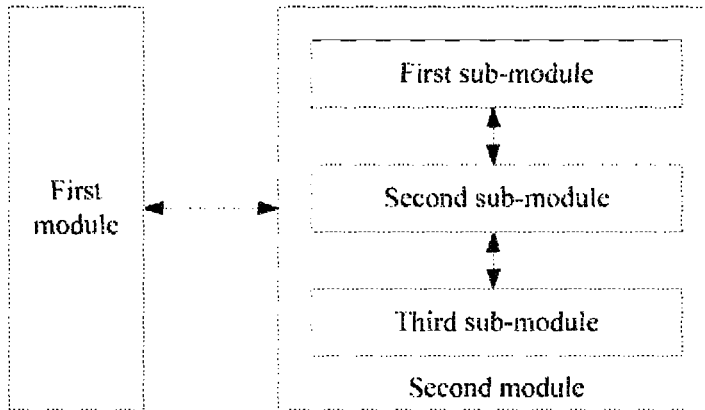 First
module
First sub-module
Second sub-module
Third sub-module
Second module